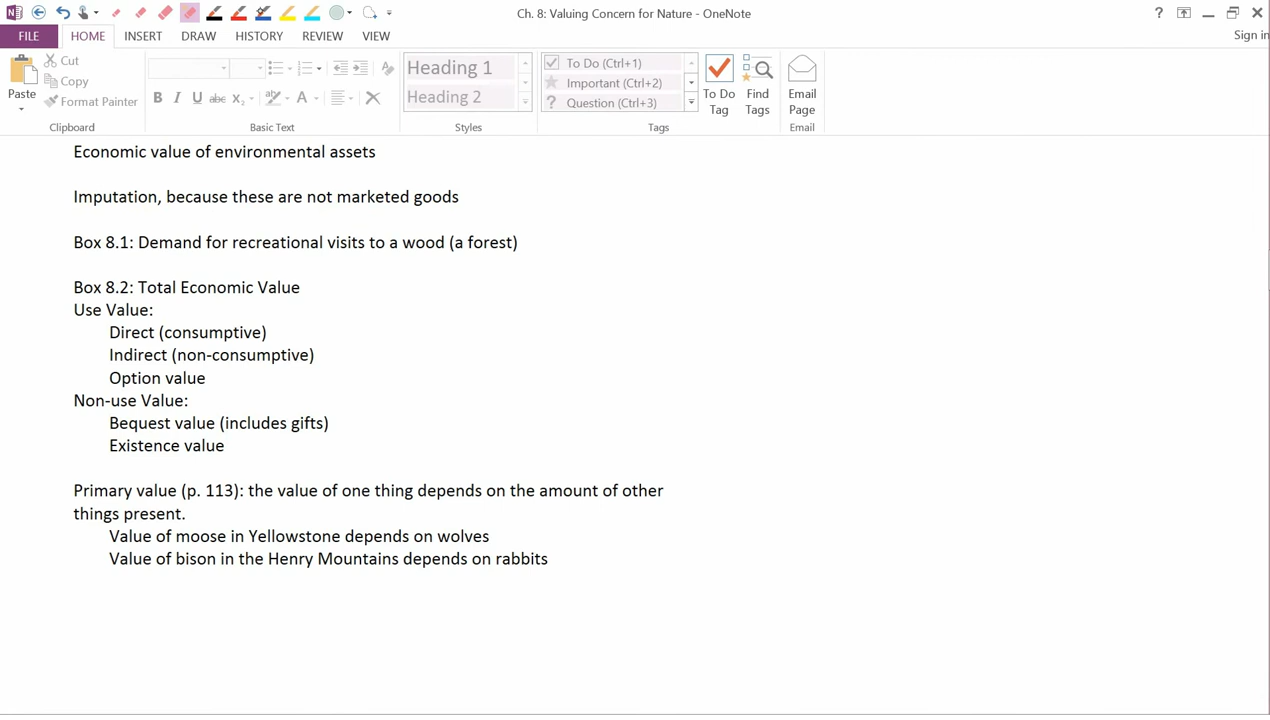 Ch. 8: Valuing Concern for Nature - OneNote
?
FILE HOME INSERT DRAW HISTORY REVIEW VIEW
Sign in
Paste
Cut
Copy
Format Painter
Clipboard
B I U abc X₂ A
Basic Text
Heading 1
Heading 2
Styles
To Do (Ctrl+1)
Important (Ctrl+2)
? Question (Ctrl+3)
Tags
To Do
Tag
Find
Tags
Email
Page
Email
Economic value of environmental assets
Imputation, because these are not marketed goods
Box 8.1: Demand for recreational visits to a wood (a forest)
Box 8.2: Total Economic Value
Use Value:
Direct (consumptive)
Indirect (non-consumptive)
Option value
Non-use Value:
Bequest value (includes gifts)
Existence value
Primary value (p. 113): the value of one thing depends on the amount of other
things present.
Value of moose in Yellowstone depends on wolves
Value of bison in the Henry Mountains depends on rabbits